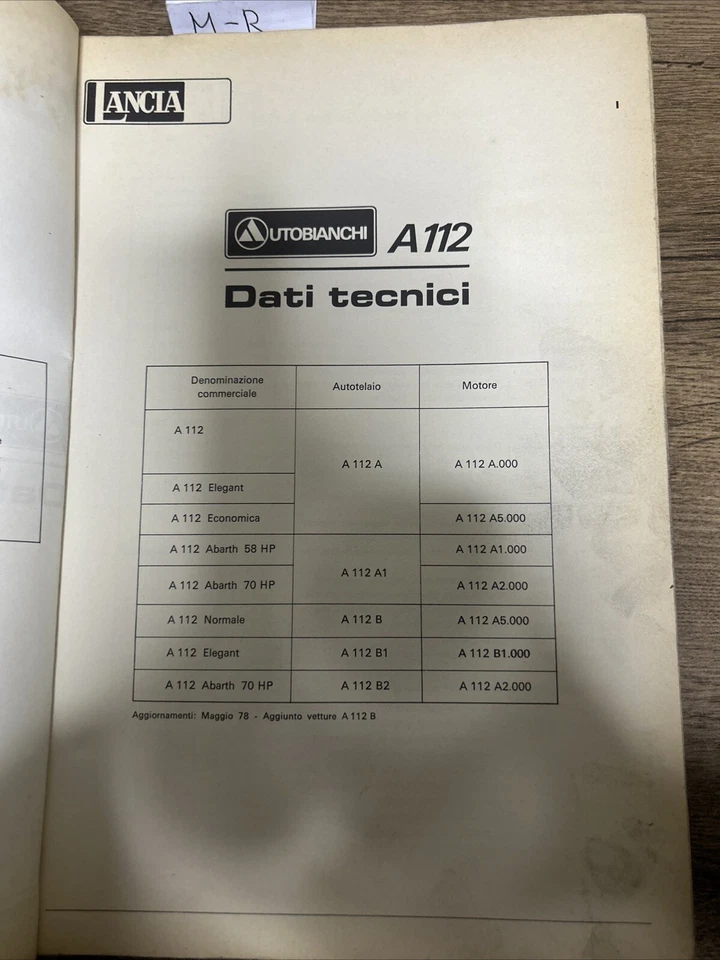 M-R
LANCIA
I
AUTOBIANCHI A112
Dati tecnici
Denominazione commerciale Autotelaio Motore
A 112 A 112 A A 112 A.000
A 112 Elegant
A 112 Economica A 112 A5.000
A 112 Abarth 58 HP A 112 A1 A 112 A1.000
A 112 Abarth 70 HP A 112 A2.000
A 112 Normale A 112 B A 112 A5.000
A 112 Elegant A 112 B1 A 112 B1.000
A 112 Abarth 70 HP A 112 B2 A 112 A2.000
Aggiornamenti: Maggio 78 - Aggiunto vetture A 112 B